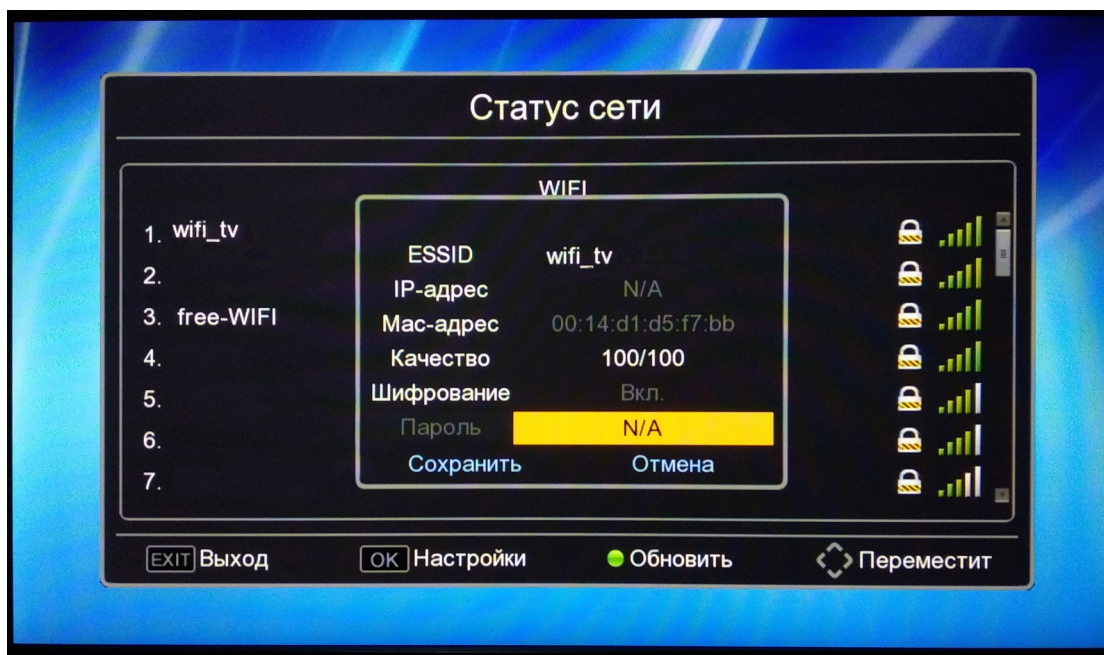 Статус сети
WIFI
1. wifi_tv
2.
3. free-WIFI
4.
5.
6.
7.
ESSID wifi_tv
IP-адрес N/A
Mac-адрес 00:14:d1:d5:f7:bb
Качество 100/100
Шифрование Вкл.
Пароль N/A
Сохранить Отмена
EXIT Выход OK Настройки Обновить Переместит